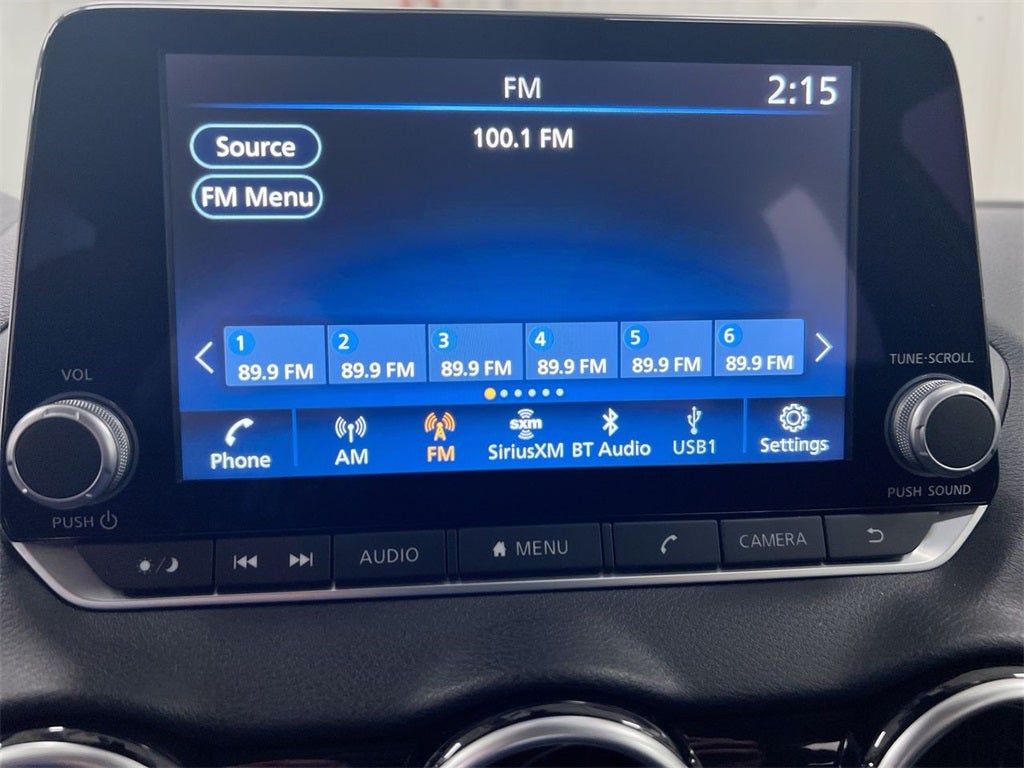 FM
2:15
100.1 FM
Source
FM Menu
1 2 3 4 5 6
89.9 FM 89.9 FM 89.9 FM 89.9 FM 89.9 FM 89.9 FM
sxm
Phone AM FM SiriusXM BT Audio USB1 Settings
VOL
PUSH
TUNE·SCROLL
PUSH SOUND
AUDIO MENU CAMERA